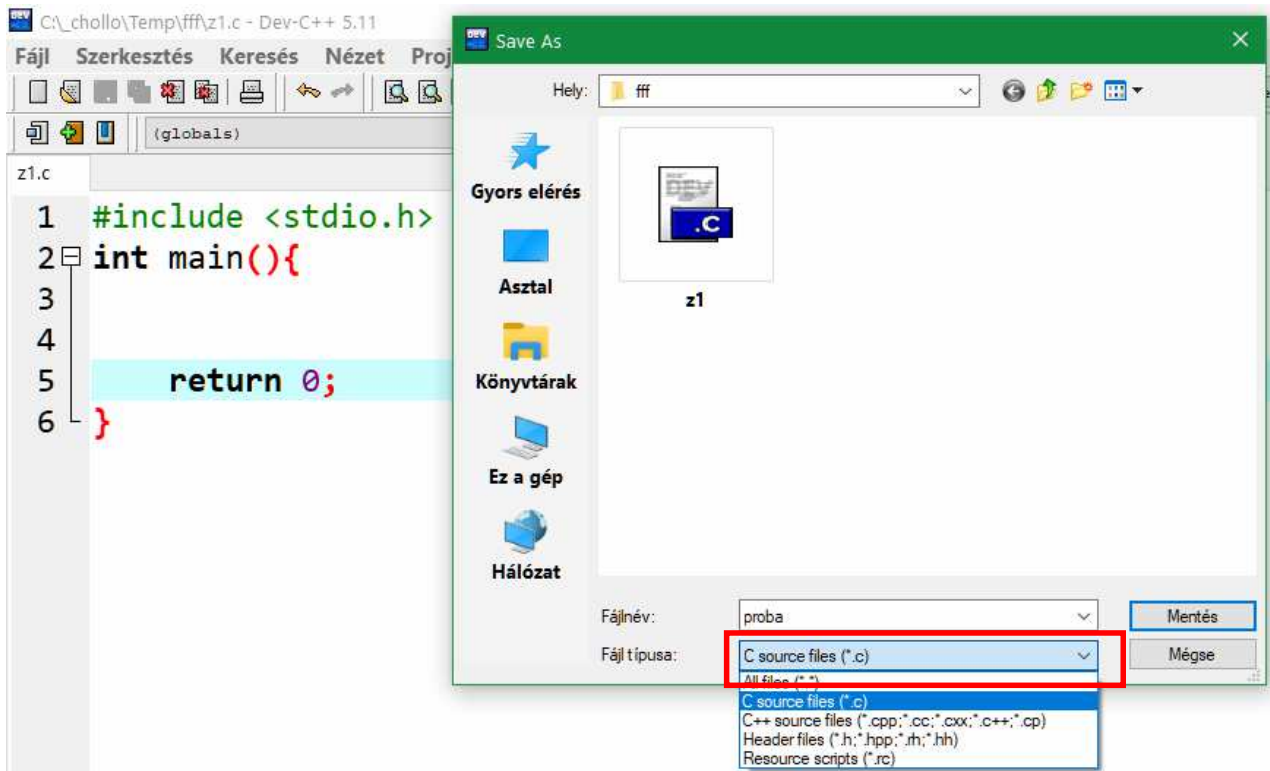 C:\_chollo\Temp\fff\z1.c - Dev-C++ 5.11
Fájl Szerkesztés Keresés Nézet Proj
(globals)
z1.c
1 #include <stdio.h>
2 int main(){
3
4
5 return 0;
6 }
Save As
Hely: fff
Gyors elérés
Asztal
Könyvtárak
Ez a gép
Hálózat
DEV
.C
z1
Fájlnév: proba Mentés
Fájl típusa: C source files (*.c) Mégse
All files (*.*)
C source files (*.c)
C++ source files (*.cpp;*.cc;*.cxx;*.c++;*.cp)
Header files (*.h;*.hpp;*.rh;*.hh)
Resource scripts (*.rc)